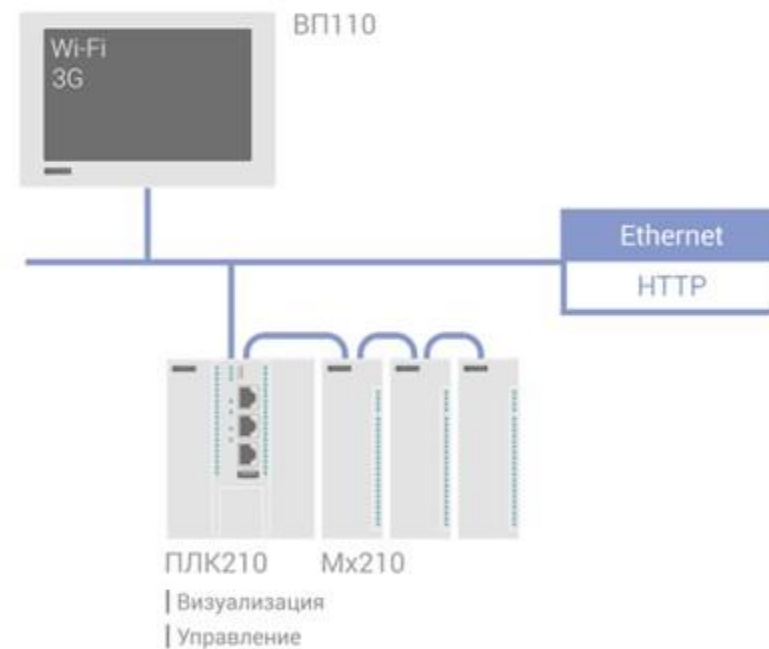 ВП110
Wi-Fi
3G
Ethernet
HTTP
ПЛК210
Мх210
Визуализация
Управление